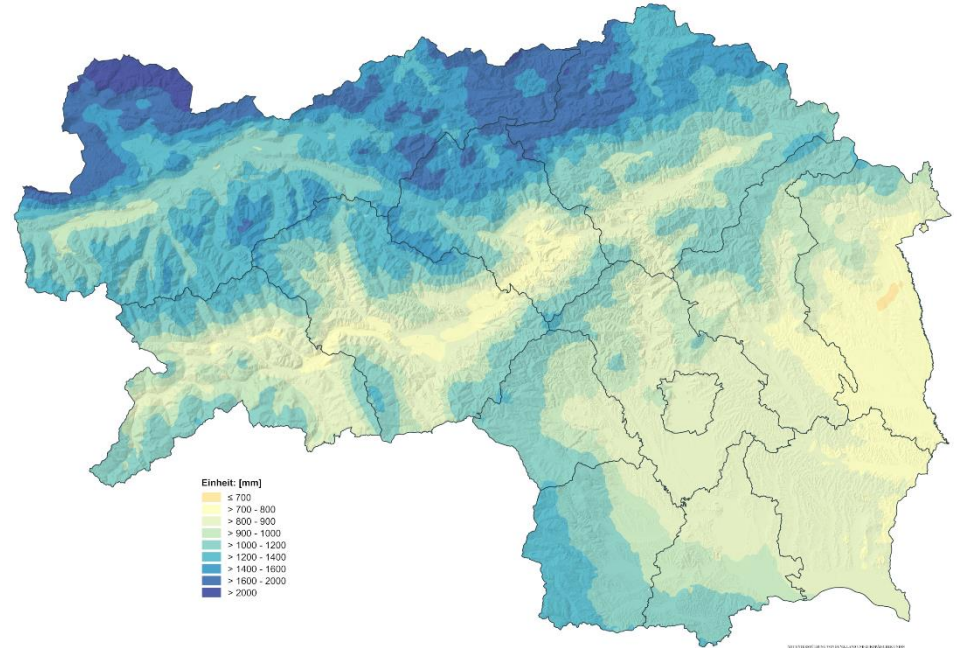 Einheit: [mm]
≤ 700
> 700 - 800
> 800 - 900
> 900 - 1000
> 1000 - 1200
> 1200 - 1400
> 1400 - 1600
> 1600 - 2000
> 2000